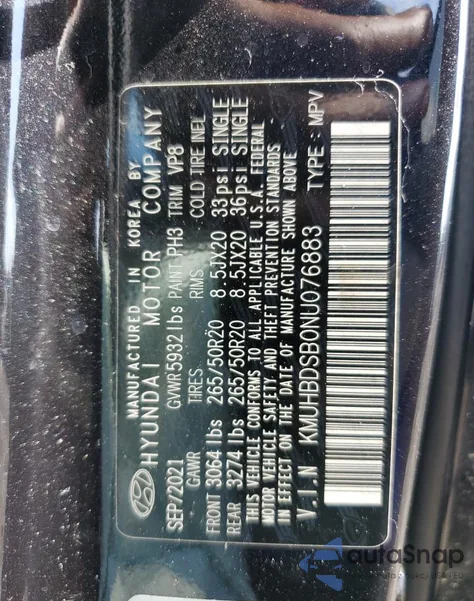 MANUFACTURED IN KOREA BY
HYUNDAI MOTOR COMPANY
SEP/2021 GVWR 5932 lbs PAINT PH3 TRIM VP8
GAWR TIRES RIMS COLD TIRE INFL
FRONT 3064 lbs 265/50R20 8.5JX20 33psi SINGLE
REAR 3274 lbs 265/50R20 8.5JX20 36psi SINGLE
THIS VEHICLE CONFORMS TO ALL APPLICABLE U.S.A. FEDERAL
MOTOR VEHICLE SAFETY AND THEFT PREVENTION STANDARDS
IN EFFECT ON THE DATE OF MANUFACTURE SHOWN ABOVE
V.I.N KMUHBDSB0NU076883 TYPE : MPV
autoSnap